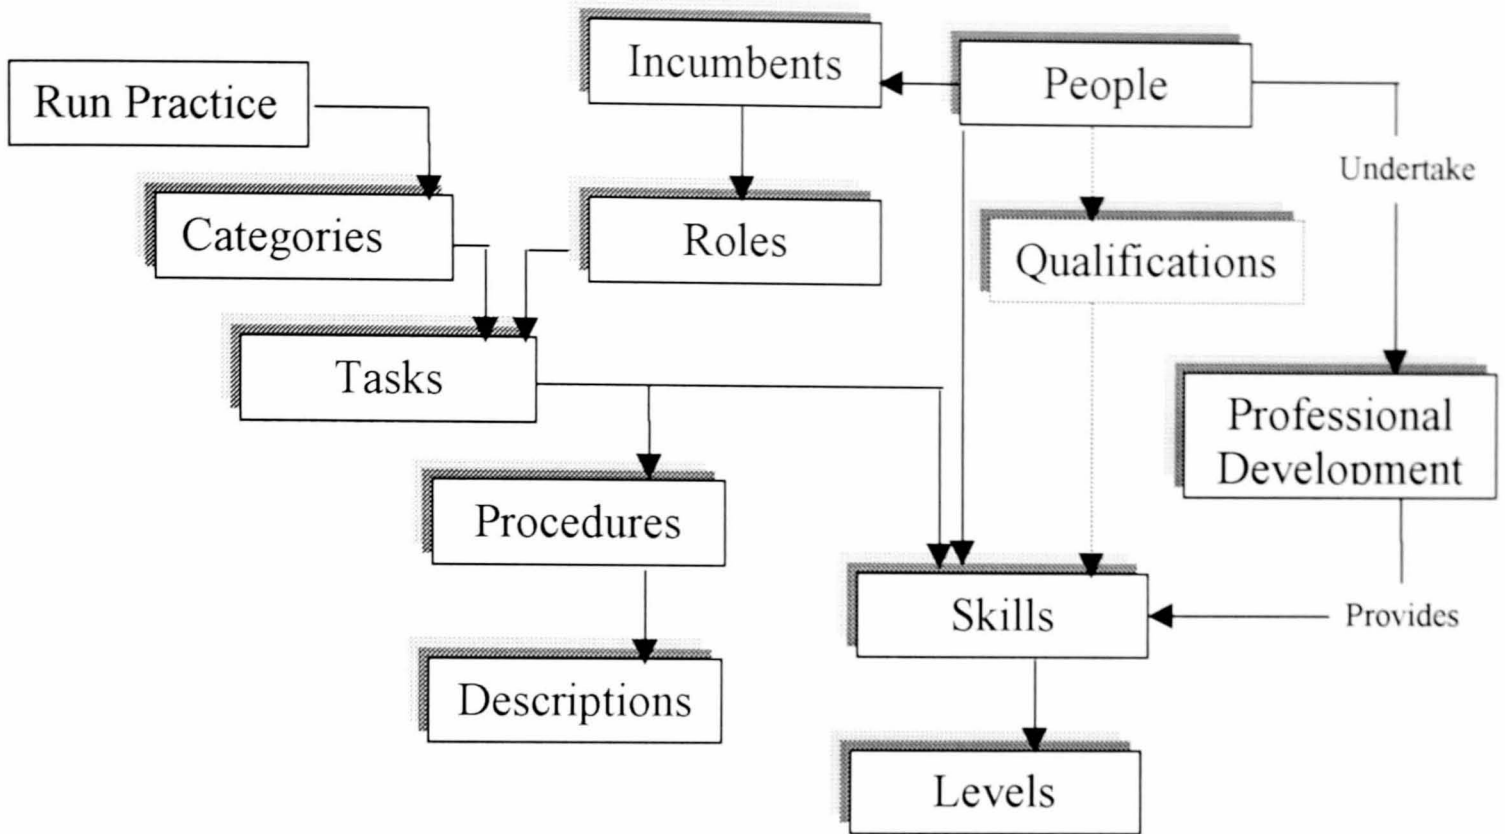 Incumbents
People
Run Practice
Undertake
Categories
Roles
Qualifications
Tasks
Professional
Development
Procedures
Skills
Provides
Descriptions
Levels